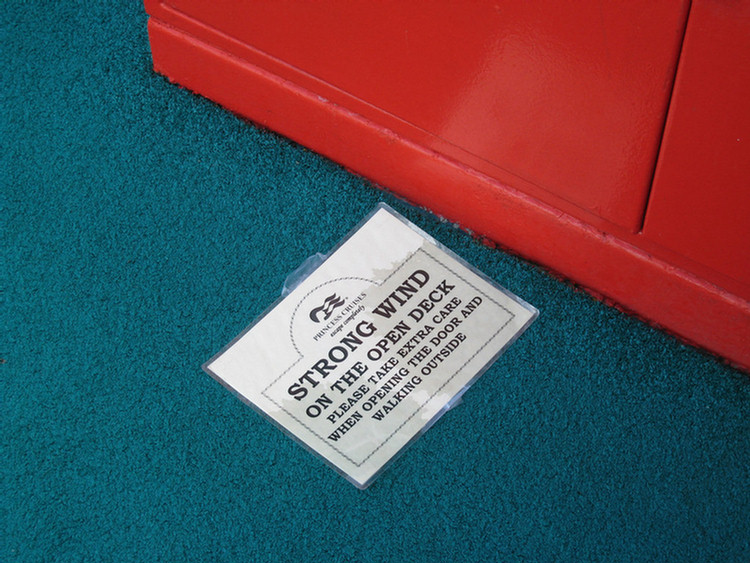 PRINCESS CRUISES
escape completely
STRONG WIND
ON THE OPEN DECK
PLEASE TAKE EXTRA CARE
WHEN OPENING THE DOOR AND
WALKING OUTSIDE